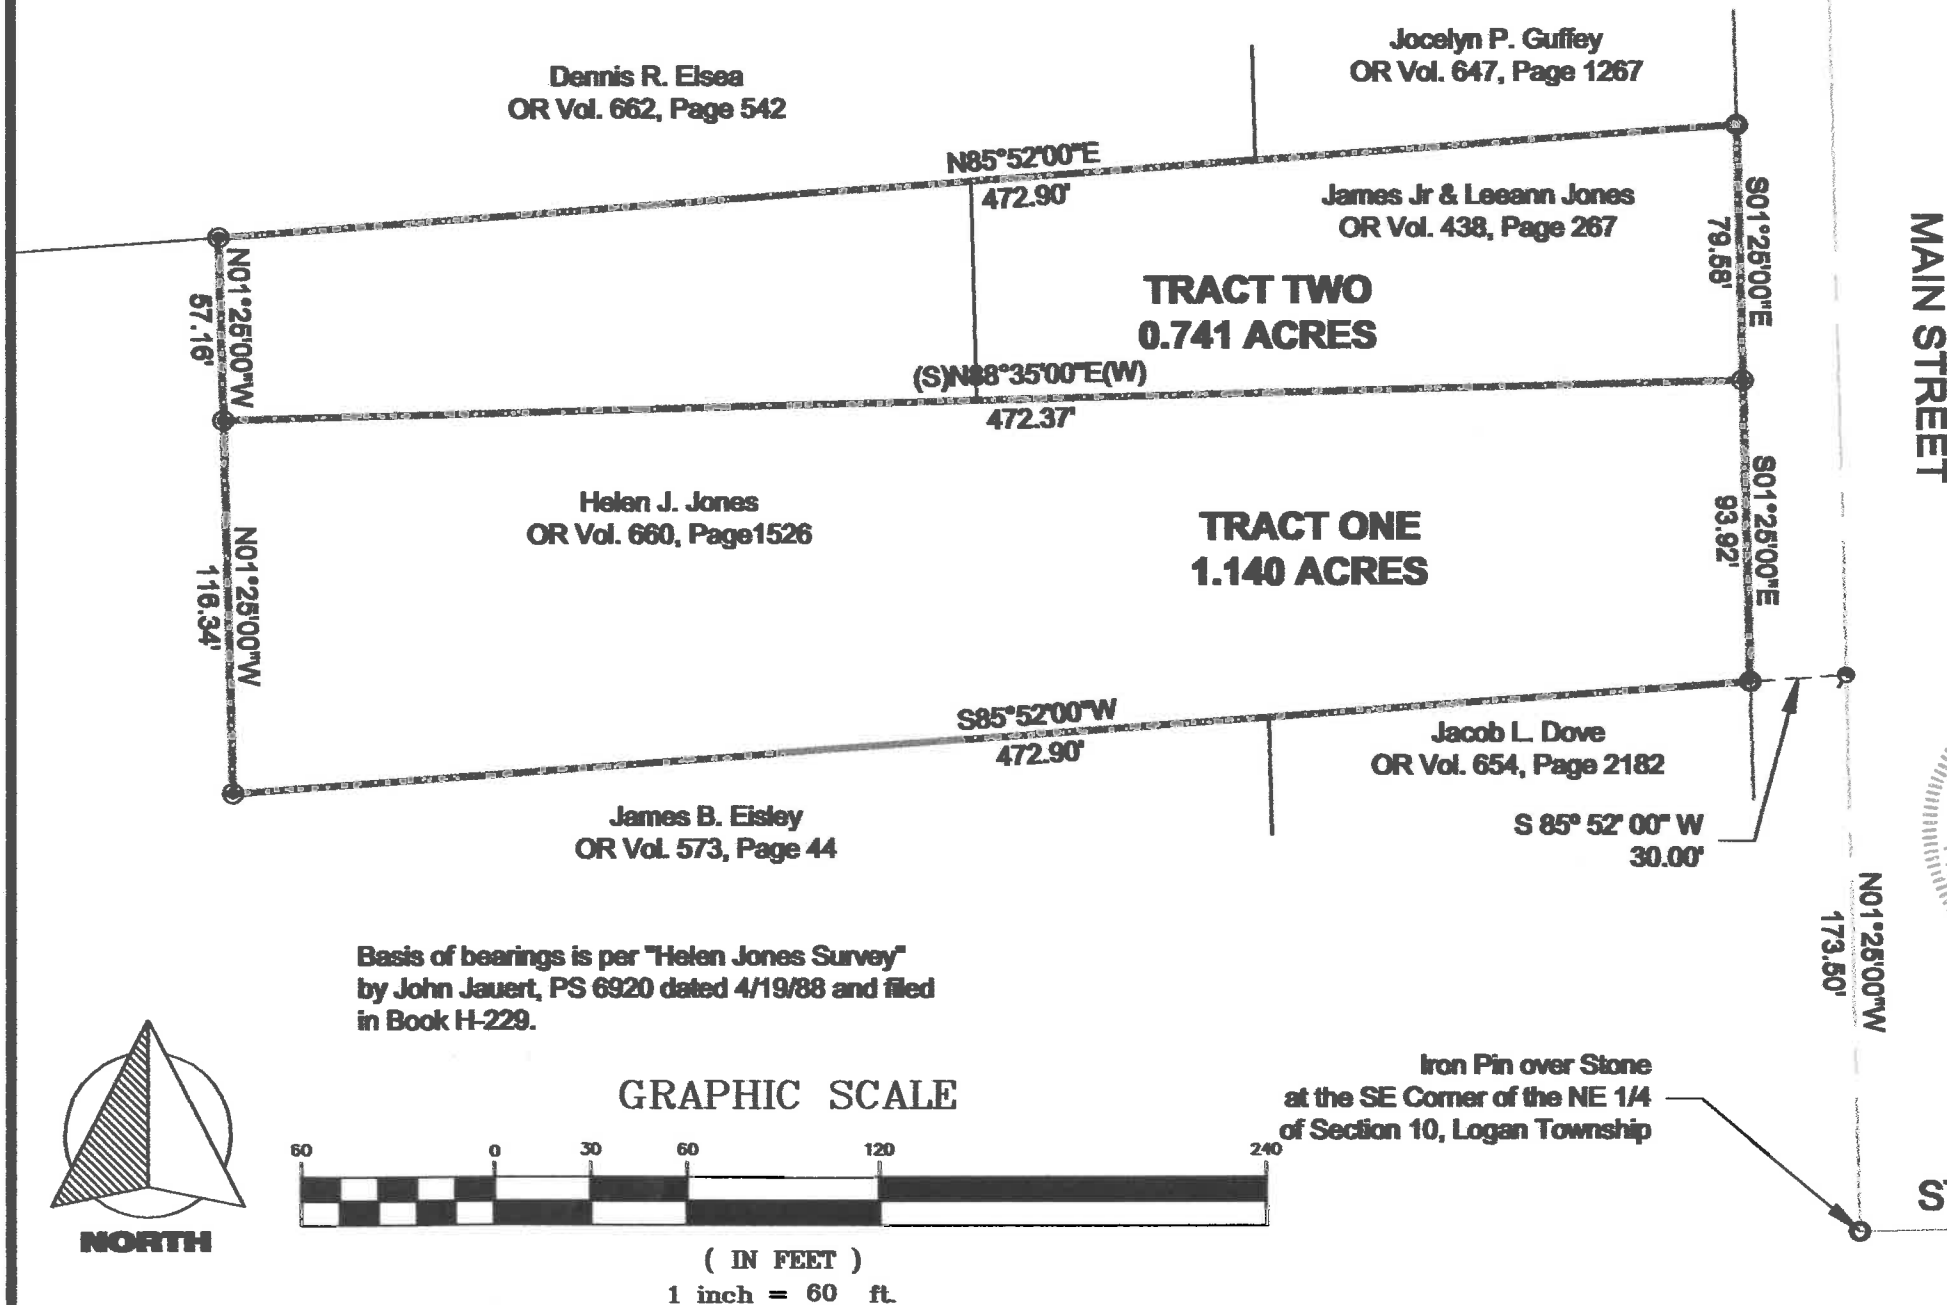 Jocelyn P. Guffey
OR Vol. 647, Page 1267
Dennis R. Elsea
OR Vol. 662, Page 542
N85°52'00"E
472.90'
James Jr & Leeann Jones
OR Vol. 438, Page 267
S01°25'00"E
79.58'
MAIN STREET
N01°25'00"W
57.16'
TRACT TWO
0.741 ACRES
(S)N88°35'00"E(W)
472.37'
Helen J. Jones
OR Vol. 660, Page1526
TRACT ONE
1.140 ACRES
S01°25'00"E
93.92'
N01°25'00"W
116.34'
S85°52'00"W
472.90'
Jacob L. Dove
OR Vol. 654, Page 2182
James B. Eisley
OR Vol. 573, Page 44
S 85° 52' 00" W
30.00'
N01°25'00"W
173.50'
Basis of bearings is per "Helen Jones Survey"
by John Jauert, PS 6920 dated 4/19/88 and filed
in Book H-229.
Iron Pin over Stone
at the SE Corner of the NE 1/4
of Section 10, Logan Township
NORTH
GRAPHIC SCALE
60 0 30 60 120 240
( IN FEET )
1 inch = 60 ft.